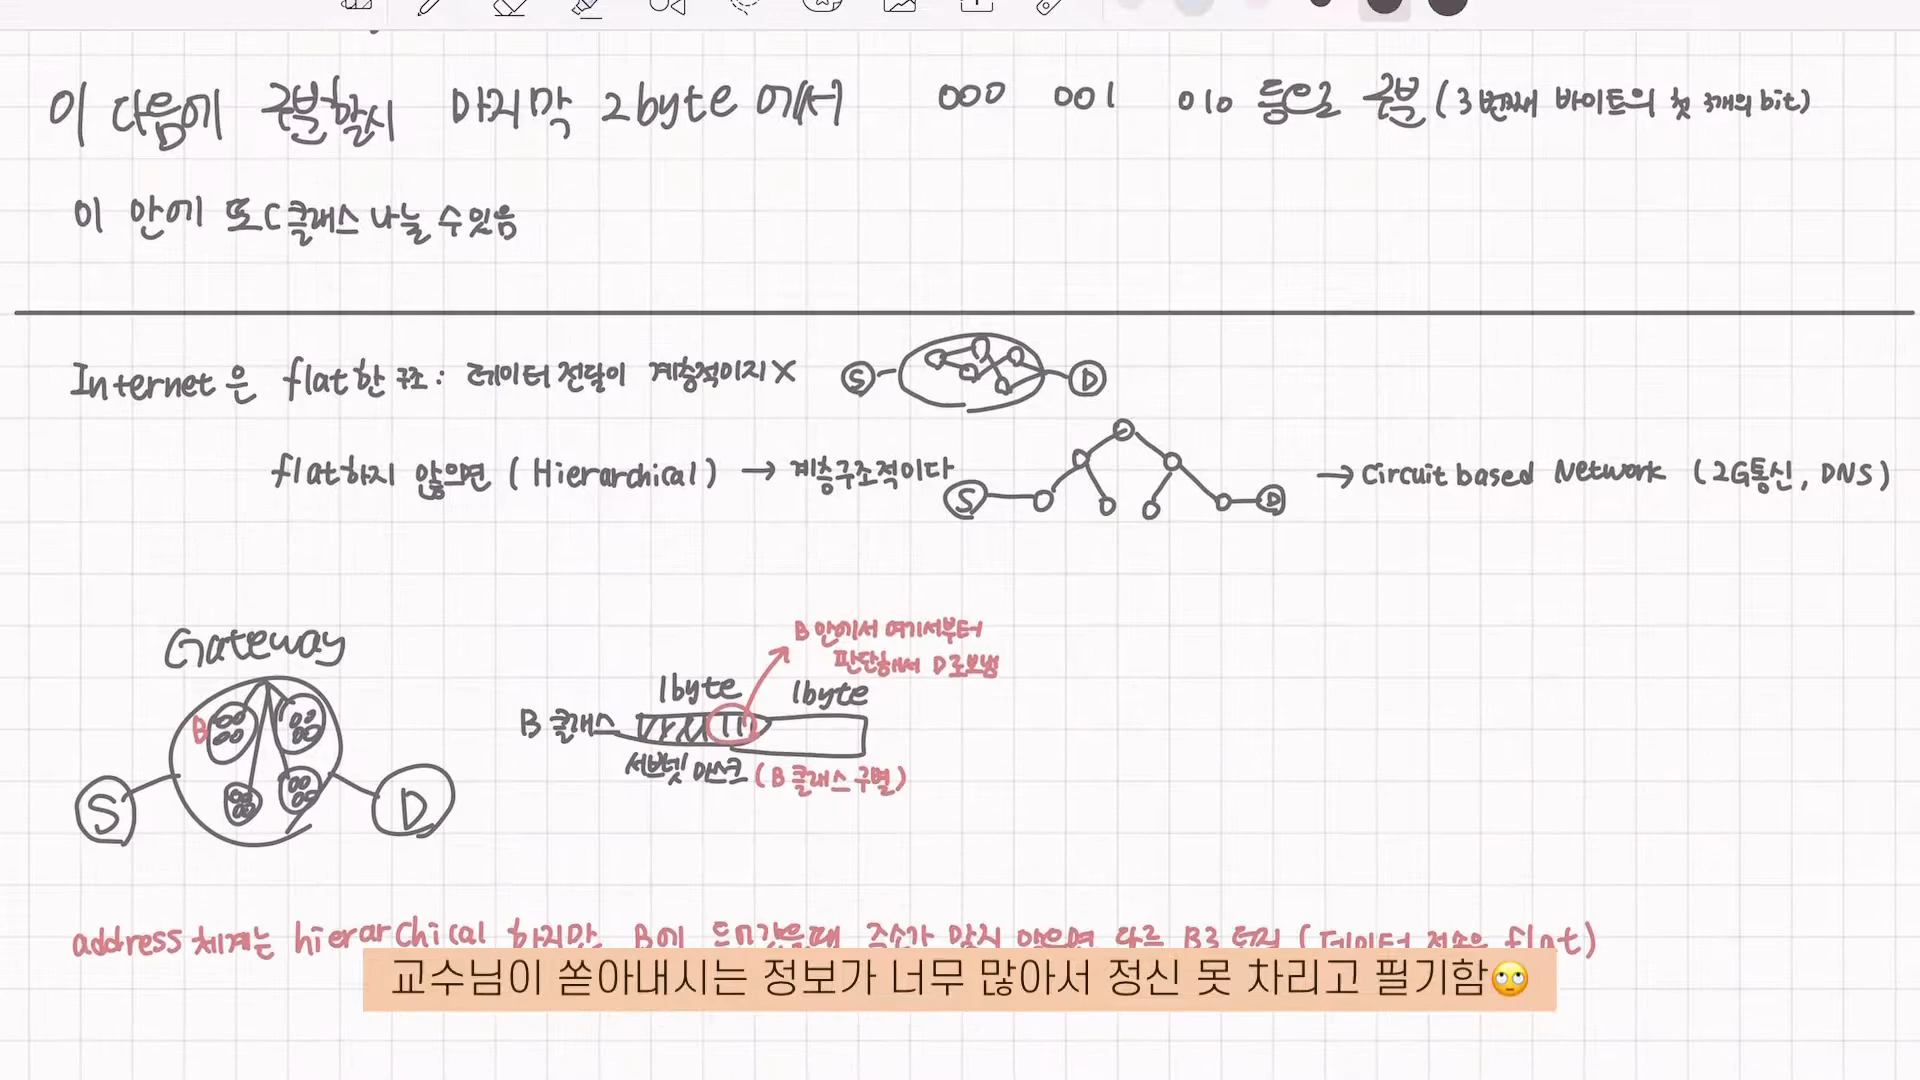 이 다음에 구분할시 마지막 2byte 에서 000 001 010 등으로 구분 (3번째 바이트의 첫 3개의 bit)
이 안에 또 C클래스 나눌 수 있음
Internet은 flat한 구조: 데이터 전달이 계층적이지 X
S
D
flat하지 않으면 (Hierarchical) → 계층구조적이다
S
D
→ Circuit based Network (2G통신, DNS)
Gateway
B
S
D
B 안에서 여기서부터
판단해서 D로보냄
1byte
1byte
B 클래스
서브넷 마스크 (B 클래스 구별)
address 체계는 hierarchical 하지만 B에 들어갔을때 주소가 맞지 않으면 다른 B3 (데이터 전송은 flat)
교수님이 쏟아내시는 정보가 너무 많아서 정신 못 차리고 필기함🙄